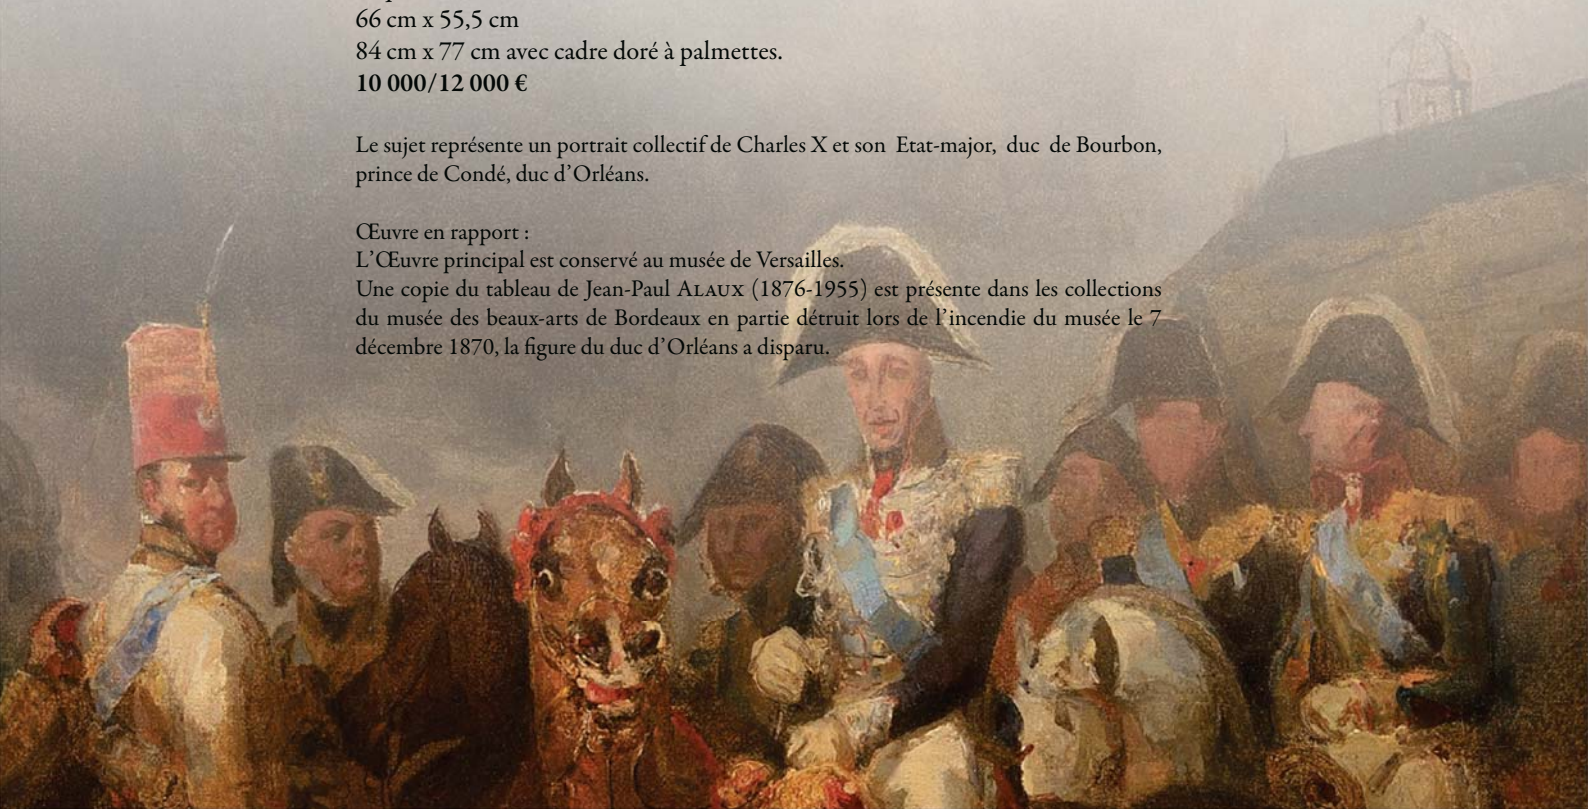 66 cm x 55,5 cm
84 cm x 77 cm avec cadre doré à palmettes.
10 000/12 000 €
Le sujet représente un portrait collectif de Charles X et son Etat-major, duc de Bourbon,
prince de Condé, duc d’Orléans.
Œuvre en rapport :
L’Œuvre principal est conservé au musée de Versailles.
Une copie du tableau de Jean-Paul ALAUX (1876-1955) est présente dans les collections
du musée des beaux-arts de Bordeaux en partie détruit lors de l’incendie du musée le 7
décembre 1870, la figure du duc d’Orléans a disparu.